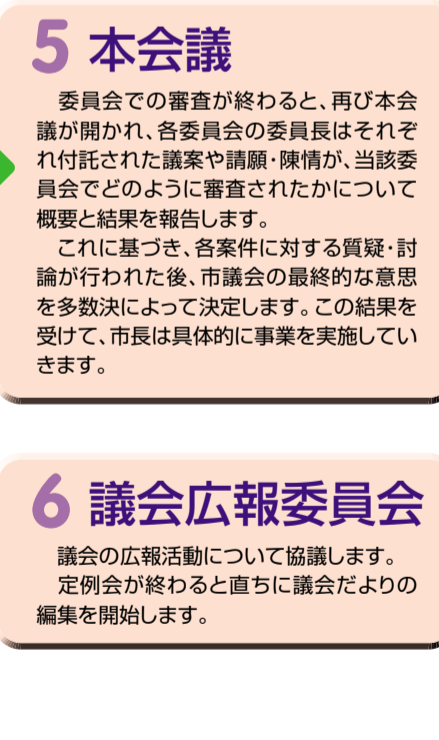 5 本会議
　委員会での審査が終わると、再び本会
議が開かれ、各委員会の委員長はそれぞ
れ付託された議案や請願・陳情が、当該委
員会でどのように審査されたかについて
概要と結果を報告します。
　これに基づき、各案件に対する質疑・討
論が行われた後、市議会の最終的な意思
を多数決によって決定します。この結果を
受けて、市長は具体的に事業を実施してい
きます。
6 議会広報委員会
　議会の広報活動について協議します。
　定例会が終わると直ちに議会だよりの
編集を開始します。